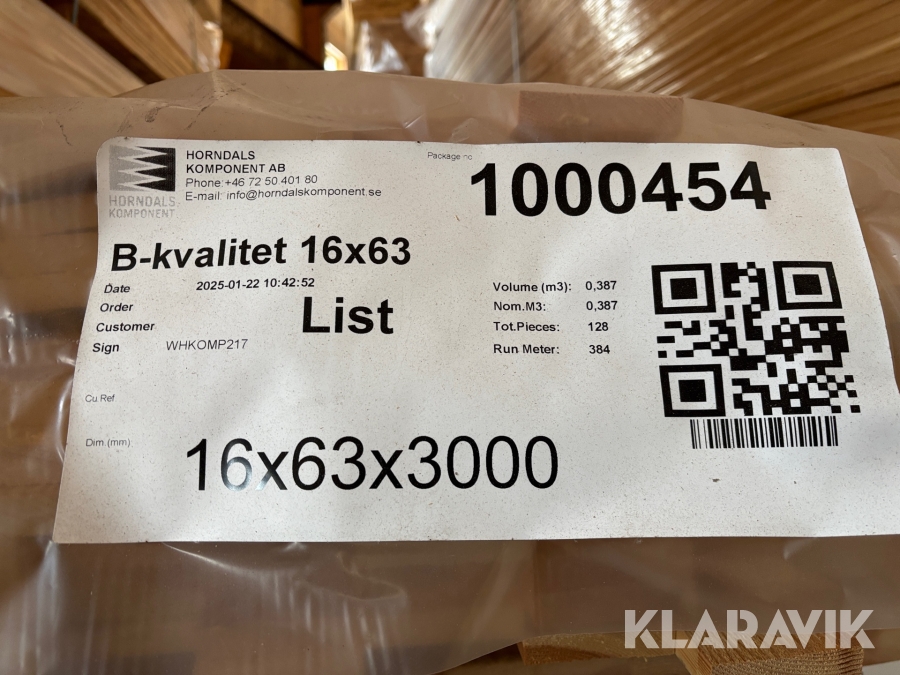 HORNDALS
KOMPONENT AB
Phone:+46 72 50 401 80
E-mail: info@horndalskomponent.se
HORNDALS
KOMPONENT
Package no
1000454
B-kvalitet 16x63
Date 2025-01-22 10:42:52
Order
List
Customer
Sign WHKOMP217
Volume (m3): 0,387
Nom.M3: 0,387
Tot.Pieces: 128
Run Meter: 384
Cu.Ref
Dim.(mm)
16x63x3000
KLARAVIK